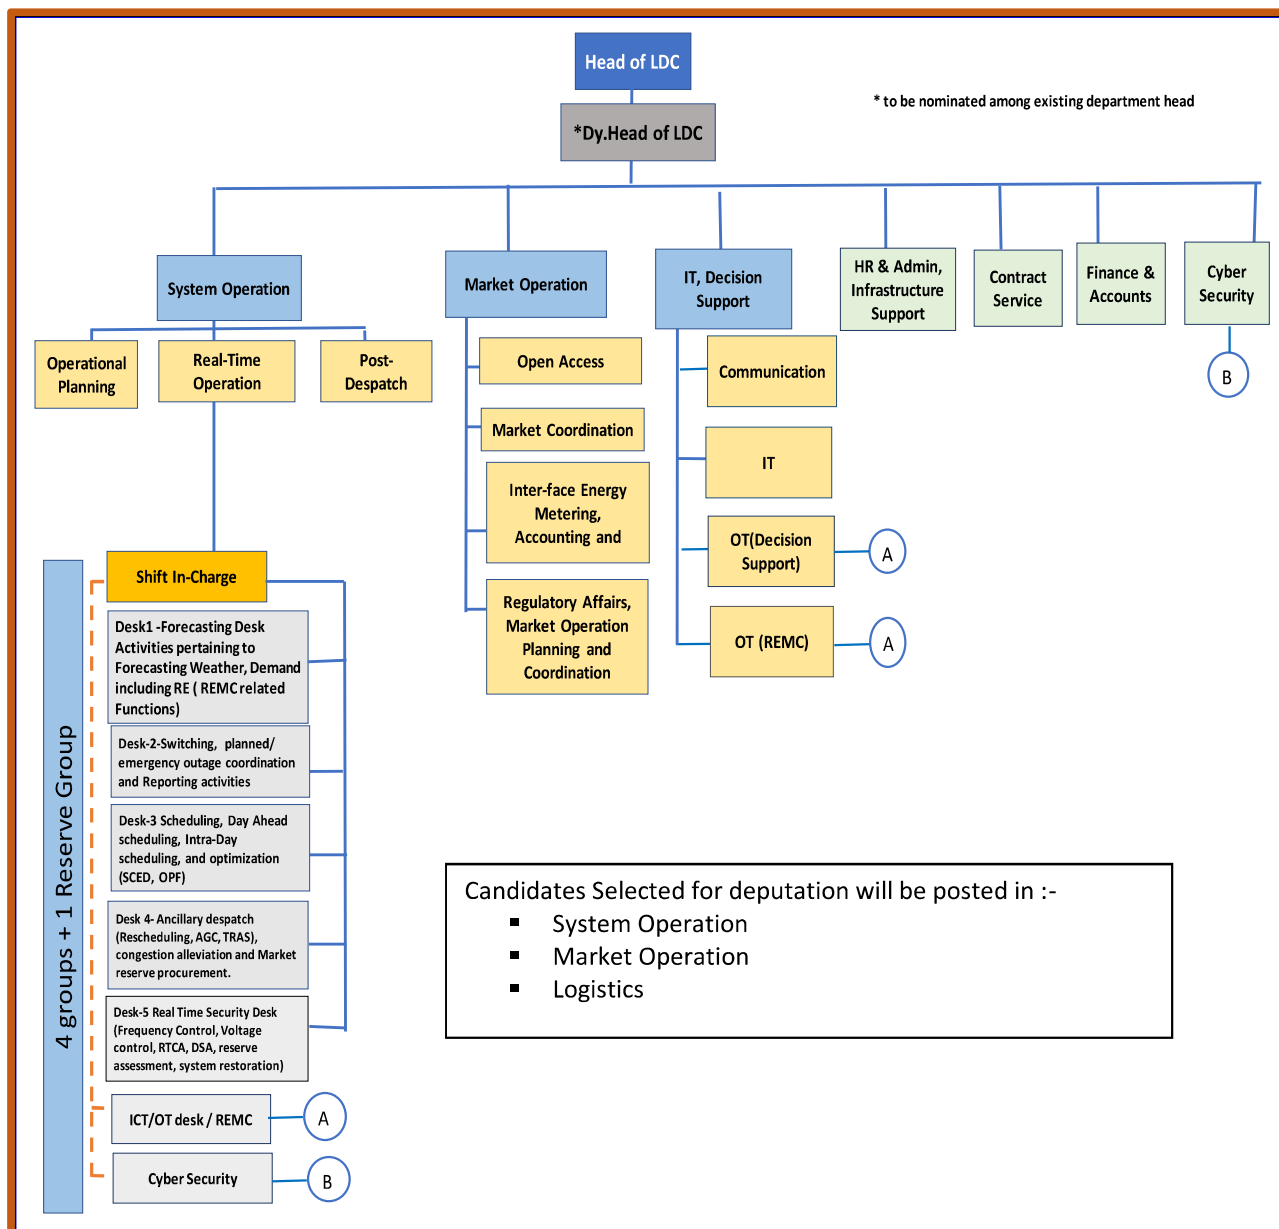 Head of LDC
* to be nominated among existing department head
*Dy.Head of LDC
System Operation
Market Operation
IT, Decision
Support
HR & Admin,
Infrastructure
Support
Contract
Service
Finance &
Accounts
Cyber
Security
B
Operational
Planning
Real-Time
Operation
Post-
Despatch
Open Access
Market Coordination
Inter-face Energy
Metering,
Accounting and
Regulatory Affairs,
Market Operation
Planning and
Coordination
Communication
IT
OT(Decision
Support)
A
OT (REMC)
A
4 groups + 1 Reserve Group
Shift In-Charge
Desk1 -Forecasting Desk
Activities pertaining to
Forecasting Weather, Demand
including RE ( REMC related
Functions)
Desk-2-Switching, planned/
emergency outage coordination
and Reporting activities
Desk-3 Scheduling, Day Ahead
scheduling, Intra-Day
scheduling, and optimization
(SCED, OPF)
Desk 4- Ancillary despatch
(Rescheduling, AGC, TRAS),
congestion alleviation and Market
reserve procurement.
Desk-5 Real Time Security Desk
(Frequency Control, Voltage
control, RTCA, DSA, reserve
assessment, system restoration)
ICT/OT desk / REMC
A
Cyber Security
B
Candidates Selected for deputation will be posted in :-
▪ System Operation
▪ Market Operation
▪ Logistics